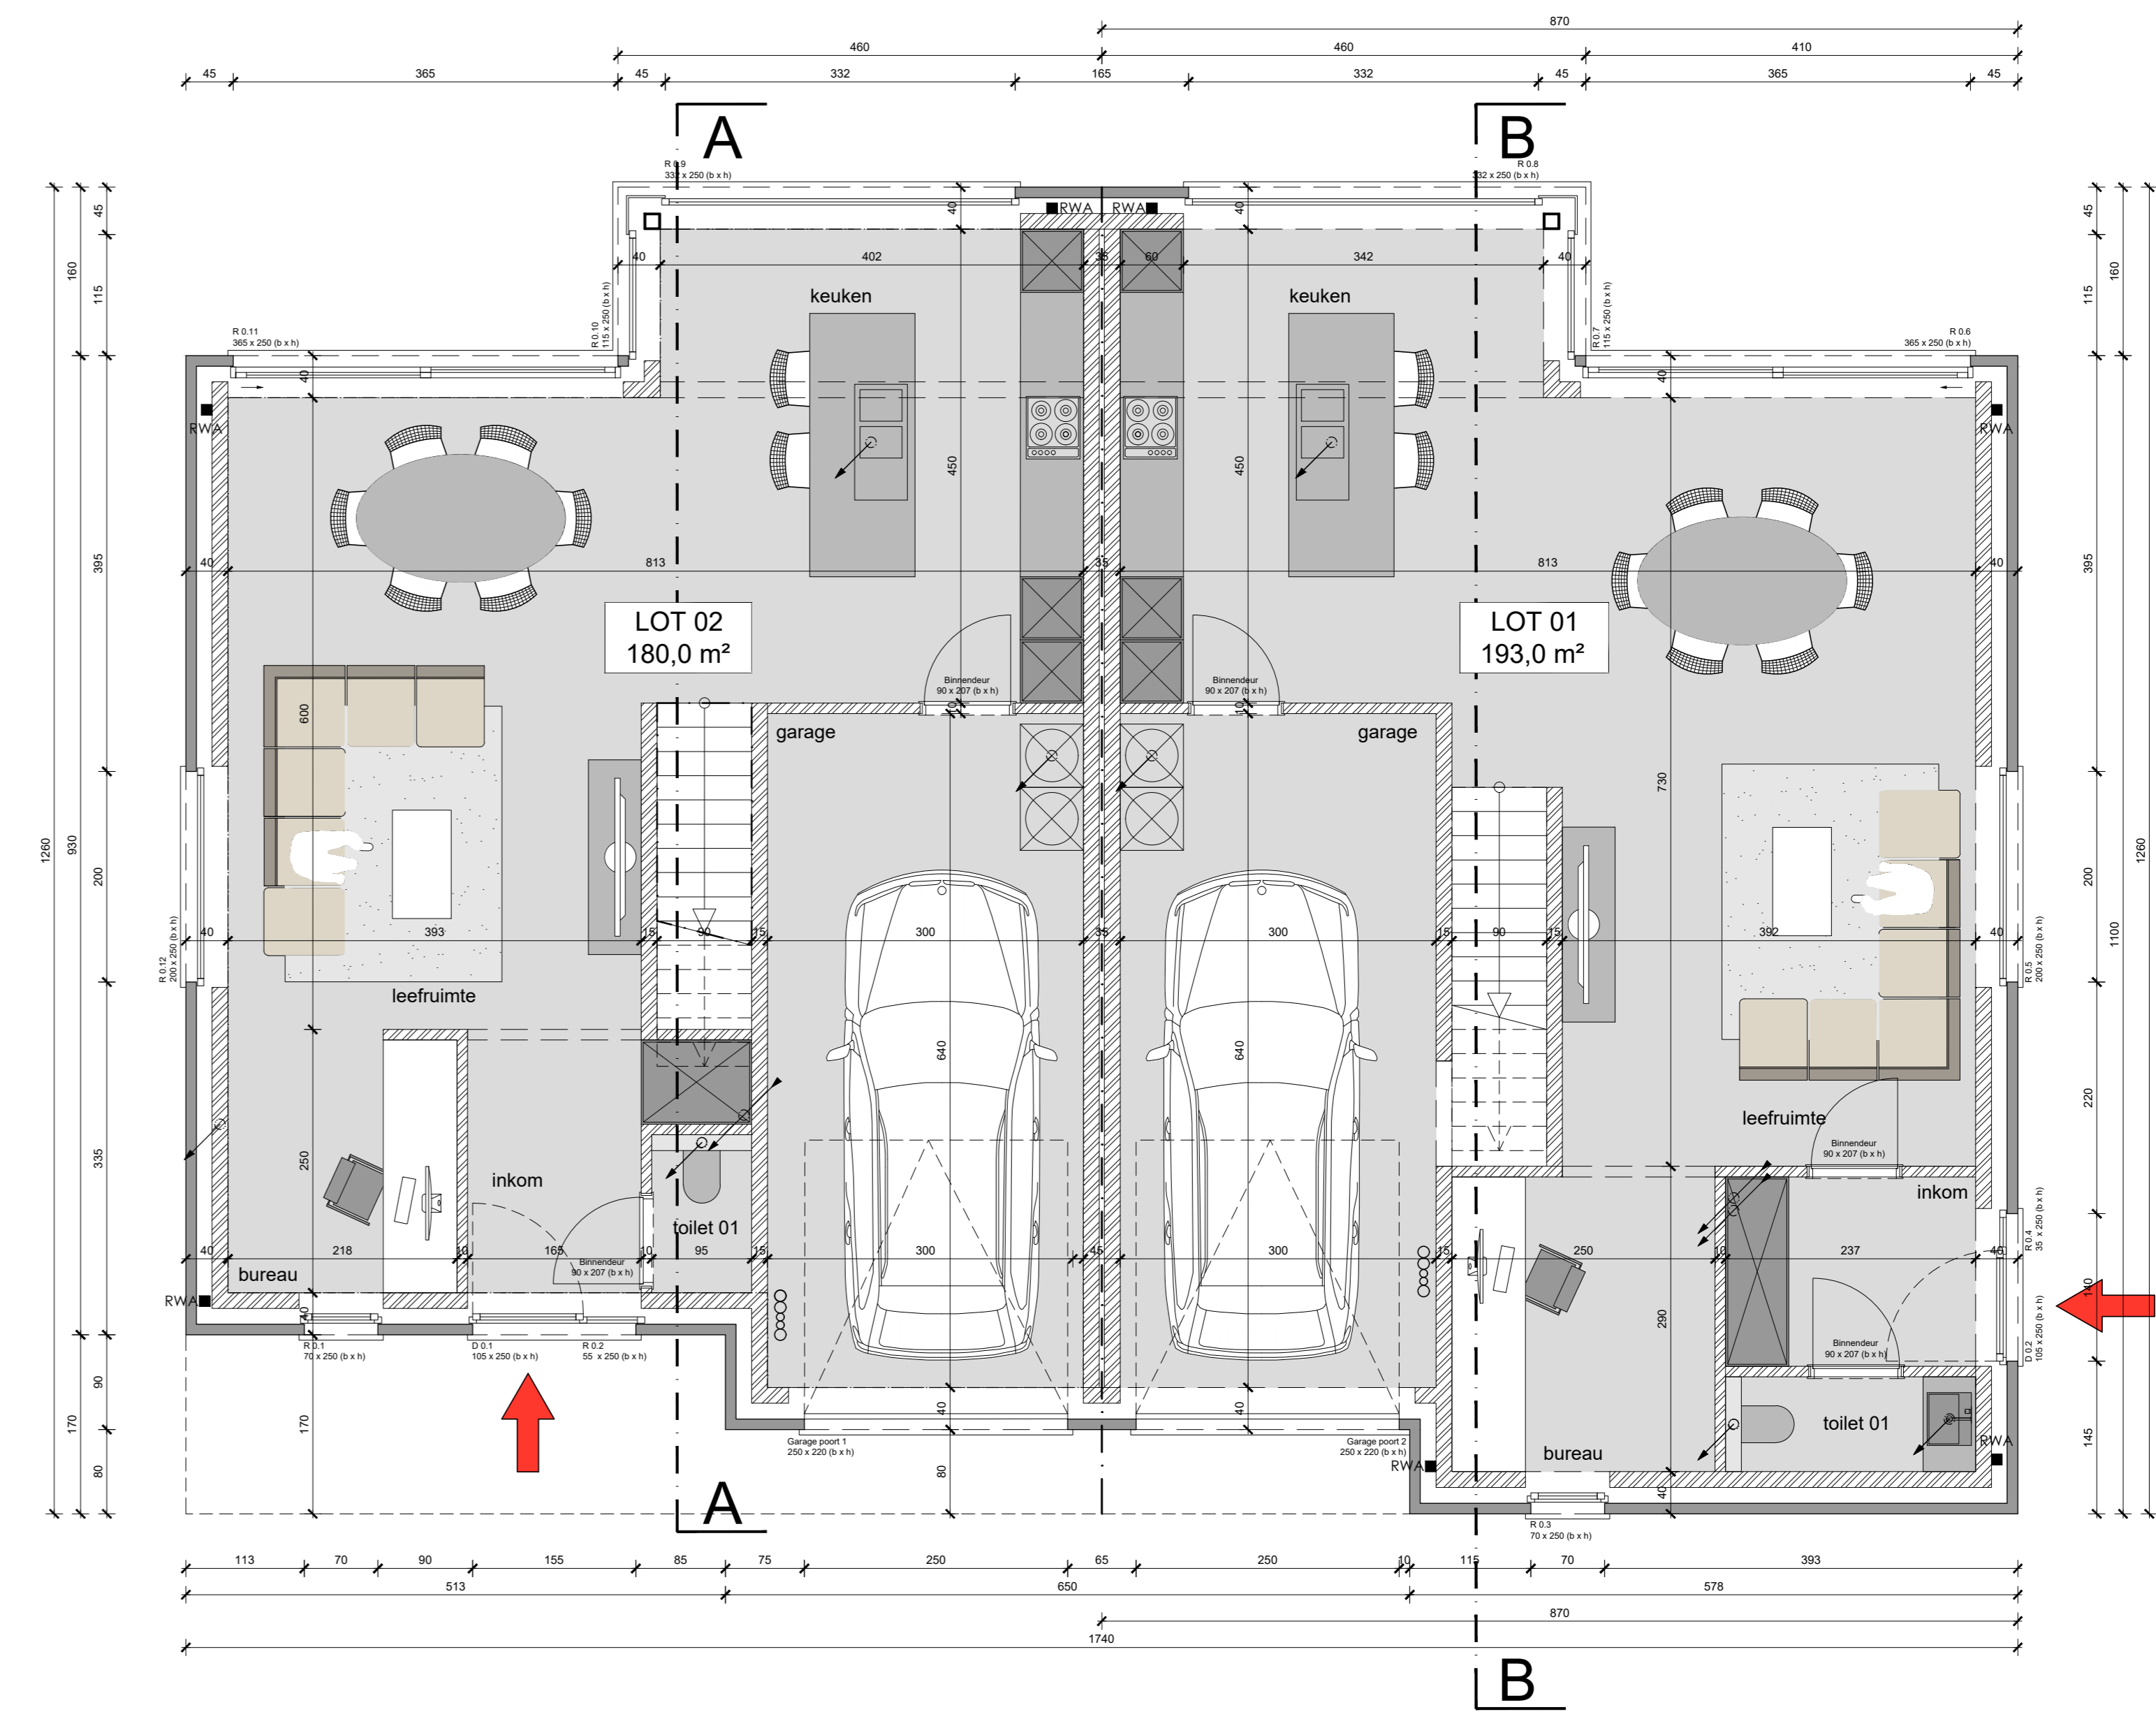 870
460
460
410
45
365
45
332
165
332
45
365
45
A
B
R 0.9
332 x 250 (b x h)
R 0.8
332 x 250 (b x h)
RWA
RWA
45
40
40
45
40
402
35
60
342
40
160
160
115
115
keuken
keuken
R 0.10
115 x 250 (b x h)
R 0.7
115 x 250 (b x h)
R 0.11
365 x 250 (b x h)
R 0.6
365 x 250 (b x h)
40
40
RWA
RWA
450
450
395
395
40
813
35
813
40
LOT 02
180,0 m²
LOT 01
193,0 m²
Binnendeur
90 x 207 (b x h)
Binnendeur
90 x 207 (b x h)
10
10
600
garage
garage
730
1260
930
200
200
1100
1260
R 0.12
200 x 250 (b x h)
R 0.5
200 x 250 (b x h)
40
393
15
90
15
300
35
300
15
90
15
392
40
leefruimte
640
640
220
leefruimte
Binnendeur
90 x 207 (b x h)
335
250
inkom
inkom
toilet 01
R 0.4
35 x 250 (b x h)
40
218
10
165
10
95
15
300
45
300
15
250
10
237
40
bureau
Binnendeur
90 x 207 (b x h)
RWA
40
290
140
D 0.2
105 x 250 (b x h)
Binnendeur
90 x 207 (b x h)
R 0.1
70 x 250 (b x h)
D 0.1
105 x 250 (b x h)
R 0.2
55 x 250 (b x h)
90
170
170
40
40
toilet 01
145
Garage poort 1
250 x 220 (b x h)
Garage poort 2
250 x 220 (b x h)
bureau
RWA
RWA
80
80
40
A
R 0.3
70 x 250 (b x h)
113
70
90
155
85
75
250
65
250
10
115
70
393
513
650
578
870
1740
B